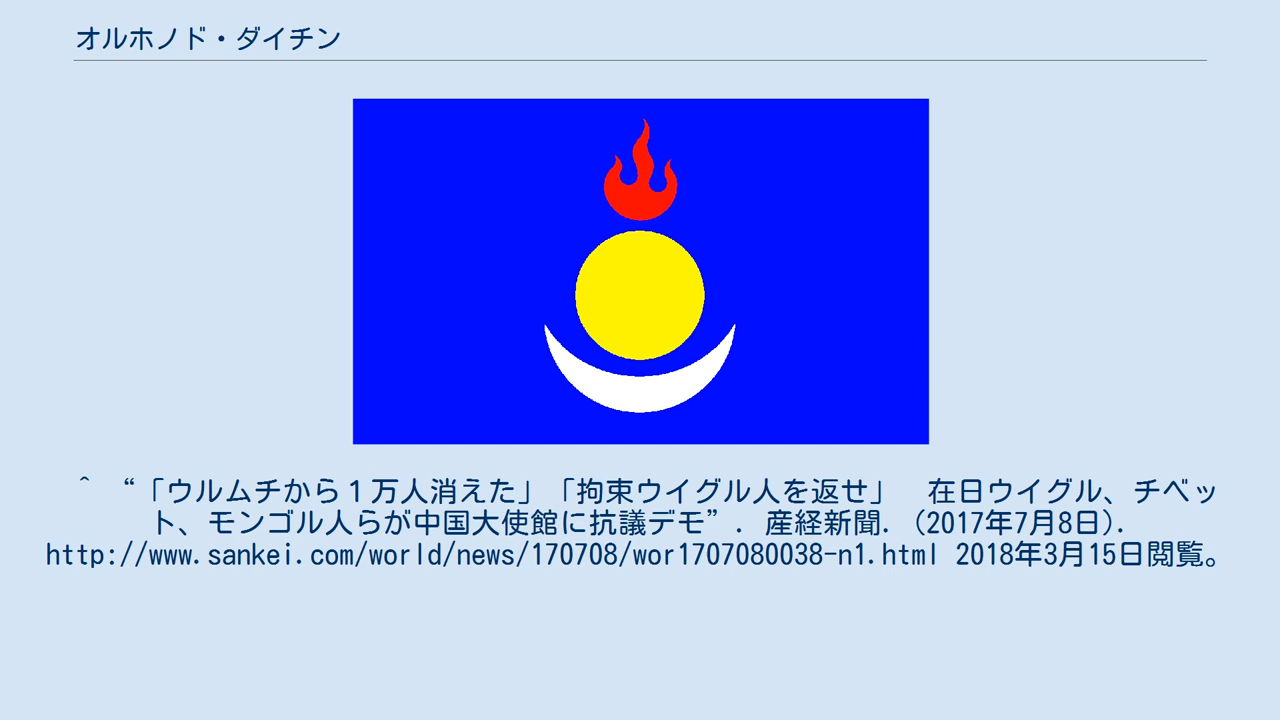 オルホノド・ダイチン
^ “「ウルムチから１万人消えた」「拘束ウイグル人を返せ」　在日ウイグル、チベッ
ト、モンゴル人らが中国大使館に抗議デモ”. 産経新聞. (2017年7月8日).
http://www.sankei.com/world/news/170708/wor1707080038-n1.html 2018年3月15日閲覧。